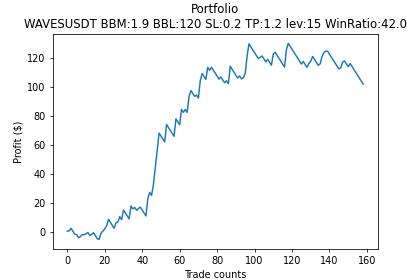 Portfolio
WAVESUSDT BBM:1.9 BBL:120 SL:0.2 TP:1.2 lev:15 WinRatio:42.0
Profit ($)
120
100
80
60
40
20
0
0 20 40 60 80 100 120 140 160
Trade counts